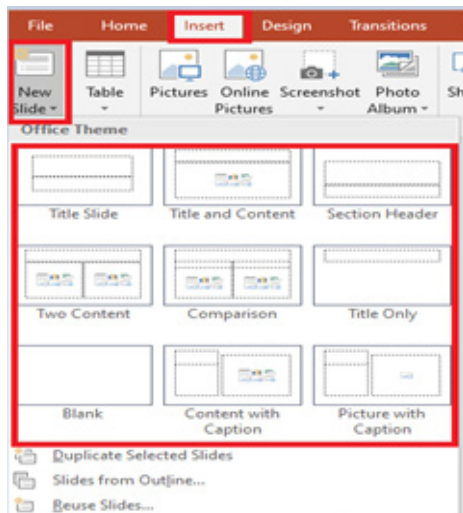 File Home Insert Design Transitions
New Slide Table Pictures Online Pictures Screenshot Photo Album Sh
Office Theme
Title Slide Title and Content Section Header
Two Content Comparison Title Only
Blank Content with Caption Picture with Caption
Duplicate Selected Slides
Slides from Outline...
Reuse Slides...